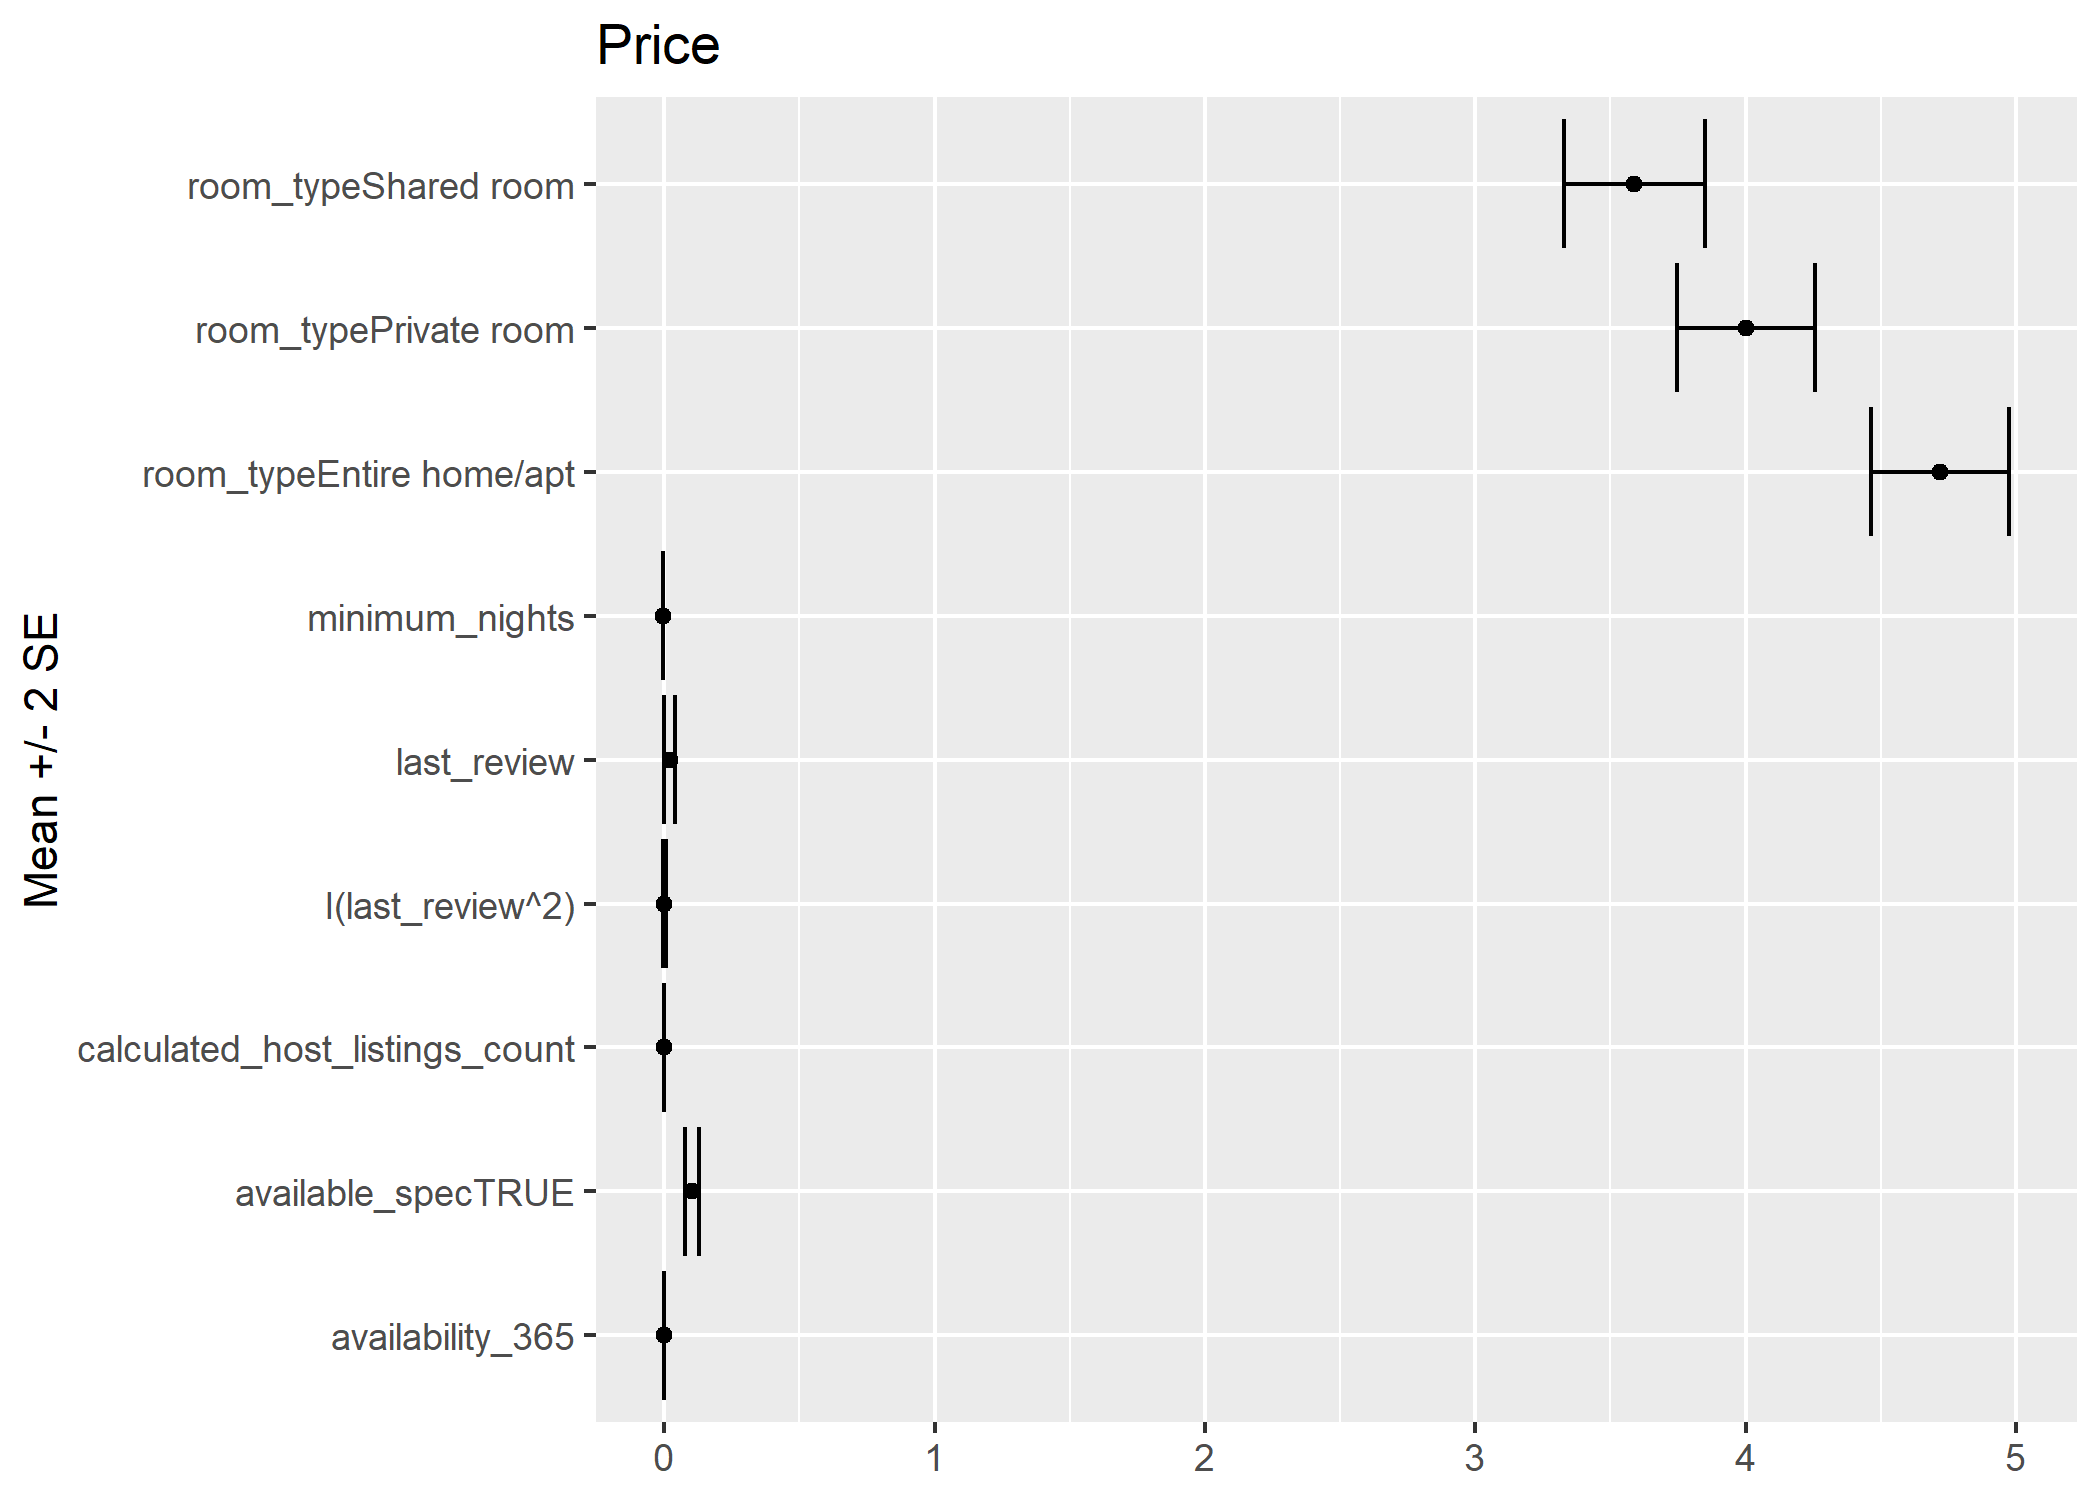 Price
room_typeShared room
room_typePrivate room
room_typeEntire home/apt
minimum_nights
last_review
I(last_review^2)
calculated_host_listings_count
available_specTRUE
availability_365
Mean +/- 2 SE
0 1 2 3 4 5